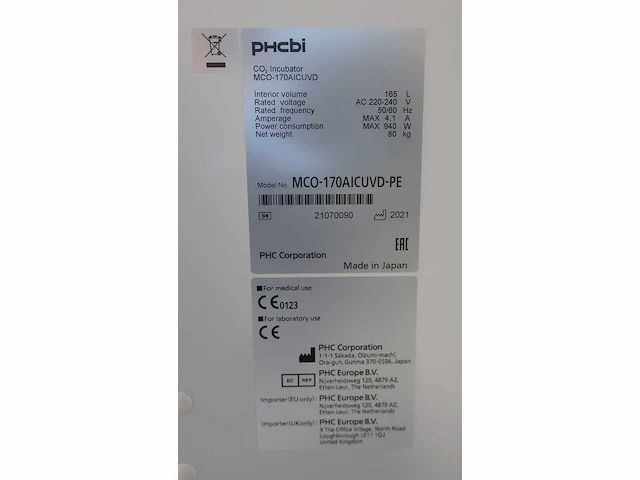 PHCbi
CO₂ Incubator
MCO-170AICUVD
Interior volume 165 L
Rated voltage AC 220-240 V
Rated frequency 50/60 Hz
Amperage MAX 4.1 A
Power consumption MAX 940 W
Net weight 80 kg
Model No. MCO-170AICUVD-PE
SN 21070090 2021
EAC
PHC Corporation
Made in Japan
For medical use
CE0123
For laboratory use
CE
PHC Corporation
1-1-1 Sakada, Oizumi-machi,
Ora-gun, Gunma 370-0596, Japan
EC REP PHC Europe B.V.
Nijverheidsweg 120, 4879 AZ,
Etten-Leur, The Netherlands
Importer(EU only): PHC Europe B.V.
Nijverheidsweg 120, 4879 AZ,
Etten-Leur, The Netherlands
Importer(UK only): PHC Europe B.V.
9 The Office Village, North Road
Loughborough LE11 1QJ
United Kingdom